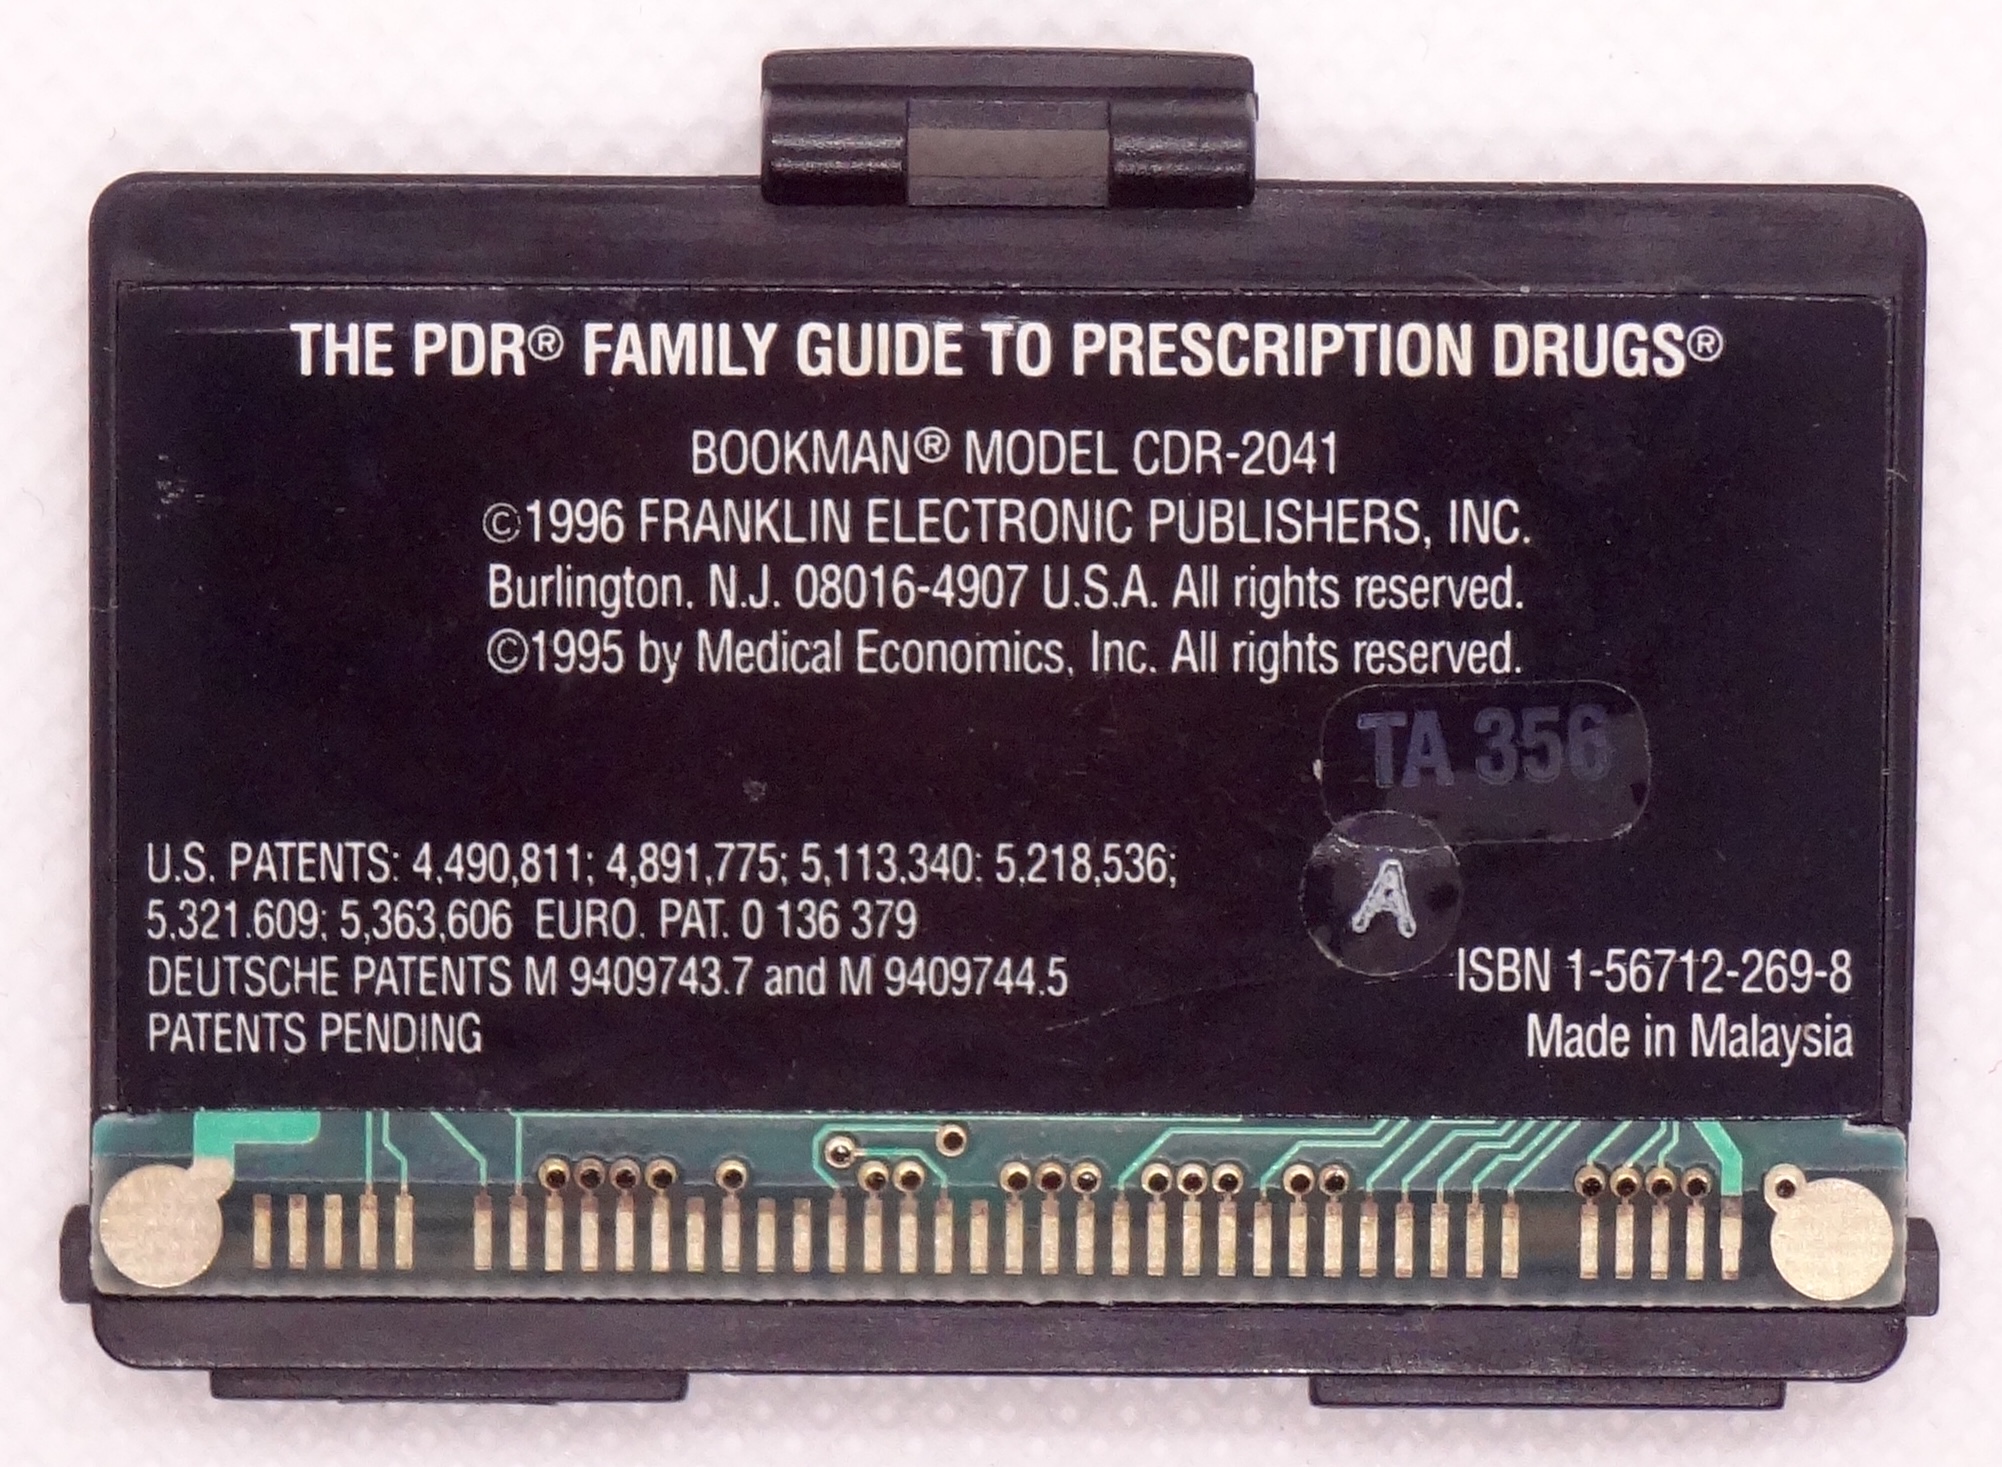 THE PDR® FAMILY GUIDE TO PRESCRIPTION DRUGS®
BOOKMAN® MODEL CDR-2041
©1996 FRANKLIN ELECTRONIC PUBLISHERS, INC.
Burlington, N.J. 08016-4907 U.S.A. All rights reserved.
©1995 by Medical Economics, Inc. All rights reserved.
TA 356
U.S. PATENTS: 4,490,811; 4,891,775; 5,113,340; 5,218,536;
5,321,609; 5,363,606 EURO. PAT. 0 136 379
DEUTSCHE PATENTS M 9409743.7 and M 9409744.5
PATENTS PENDING
A
ISBN 1-56712-269-8
Made in Malaysia